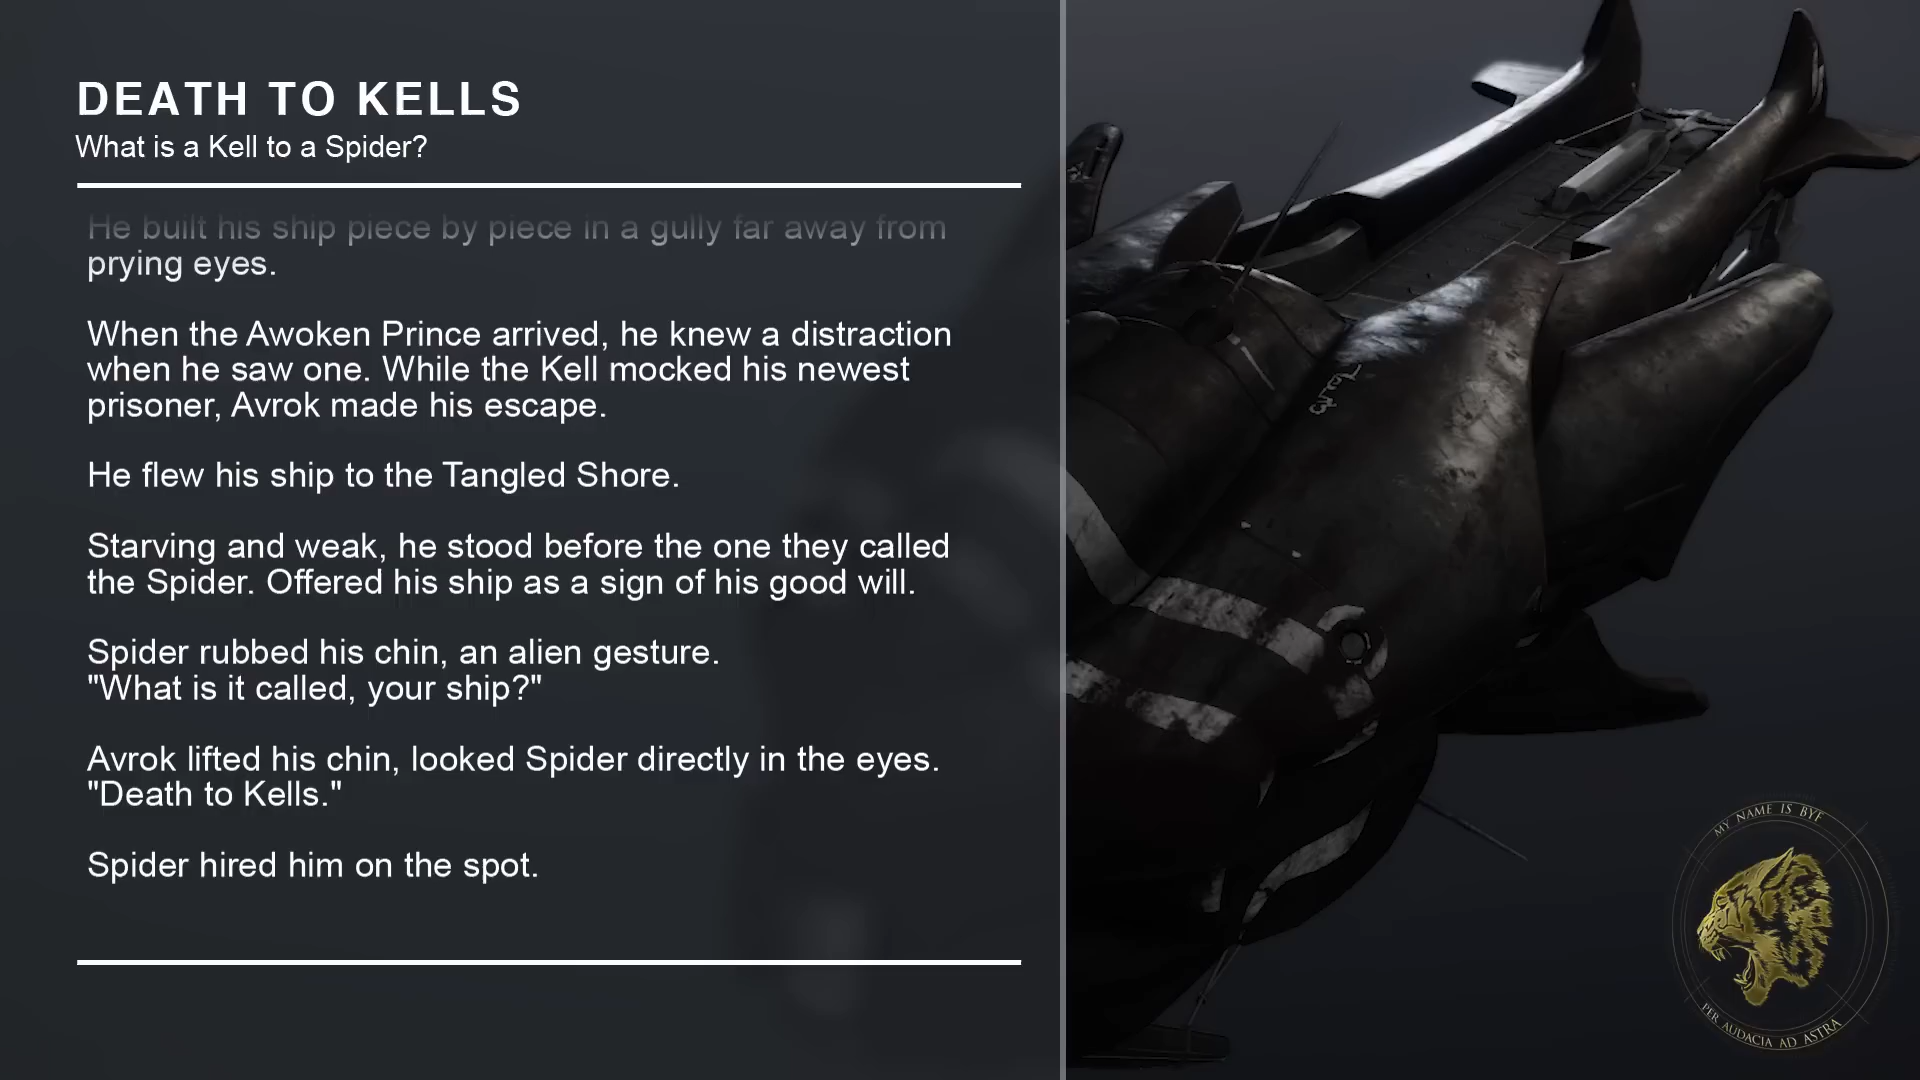 DEATH TO KELLS
What is a Kell to a Spider?
He built his ship piece by piece in a gully far away from
prying eyes.
When the Awoken Prince arrived, he knew a distraction
when he saw one. While the Kell mocked his newest
prisoner, Avrok made his escape.
He flew his ship to the Tangled Shore.
Starving and weak, he stood before the one they called
the Spider. Offered his ship as a sign of his good will.
Spider rubbed his chin, an alien gesture.
"What is it called, your ship?"
Avrok lifted his chin, looked Spider directly in the eyes.
"Death to Kells."
Spider hired him on the spot.
MY NAME IS BYF
PER AUDACIA AD ASTRA